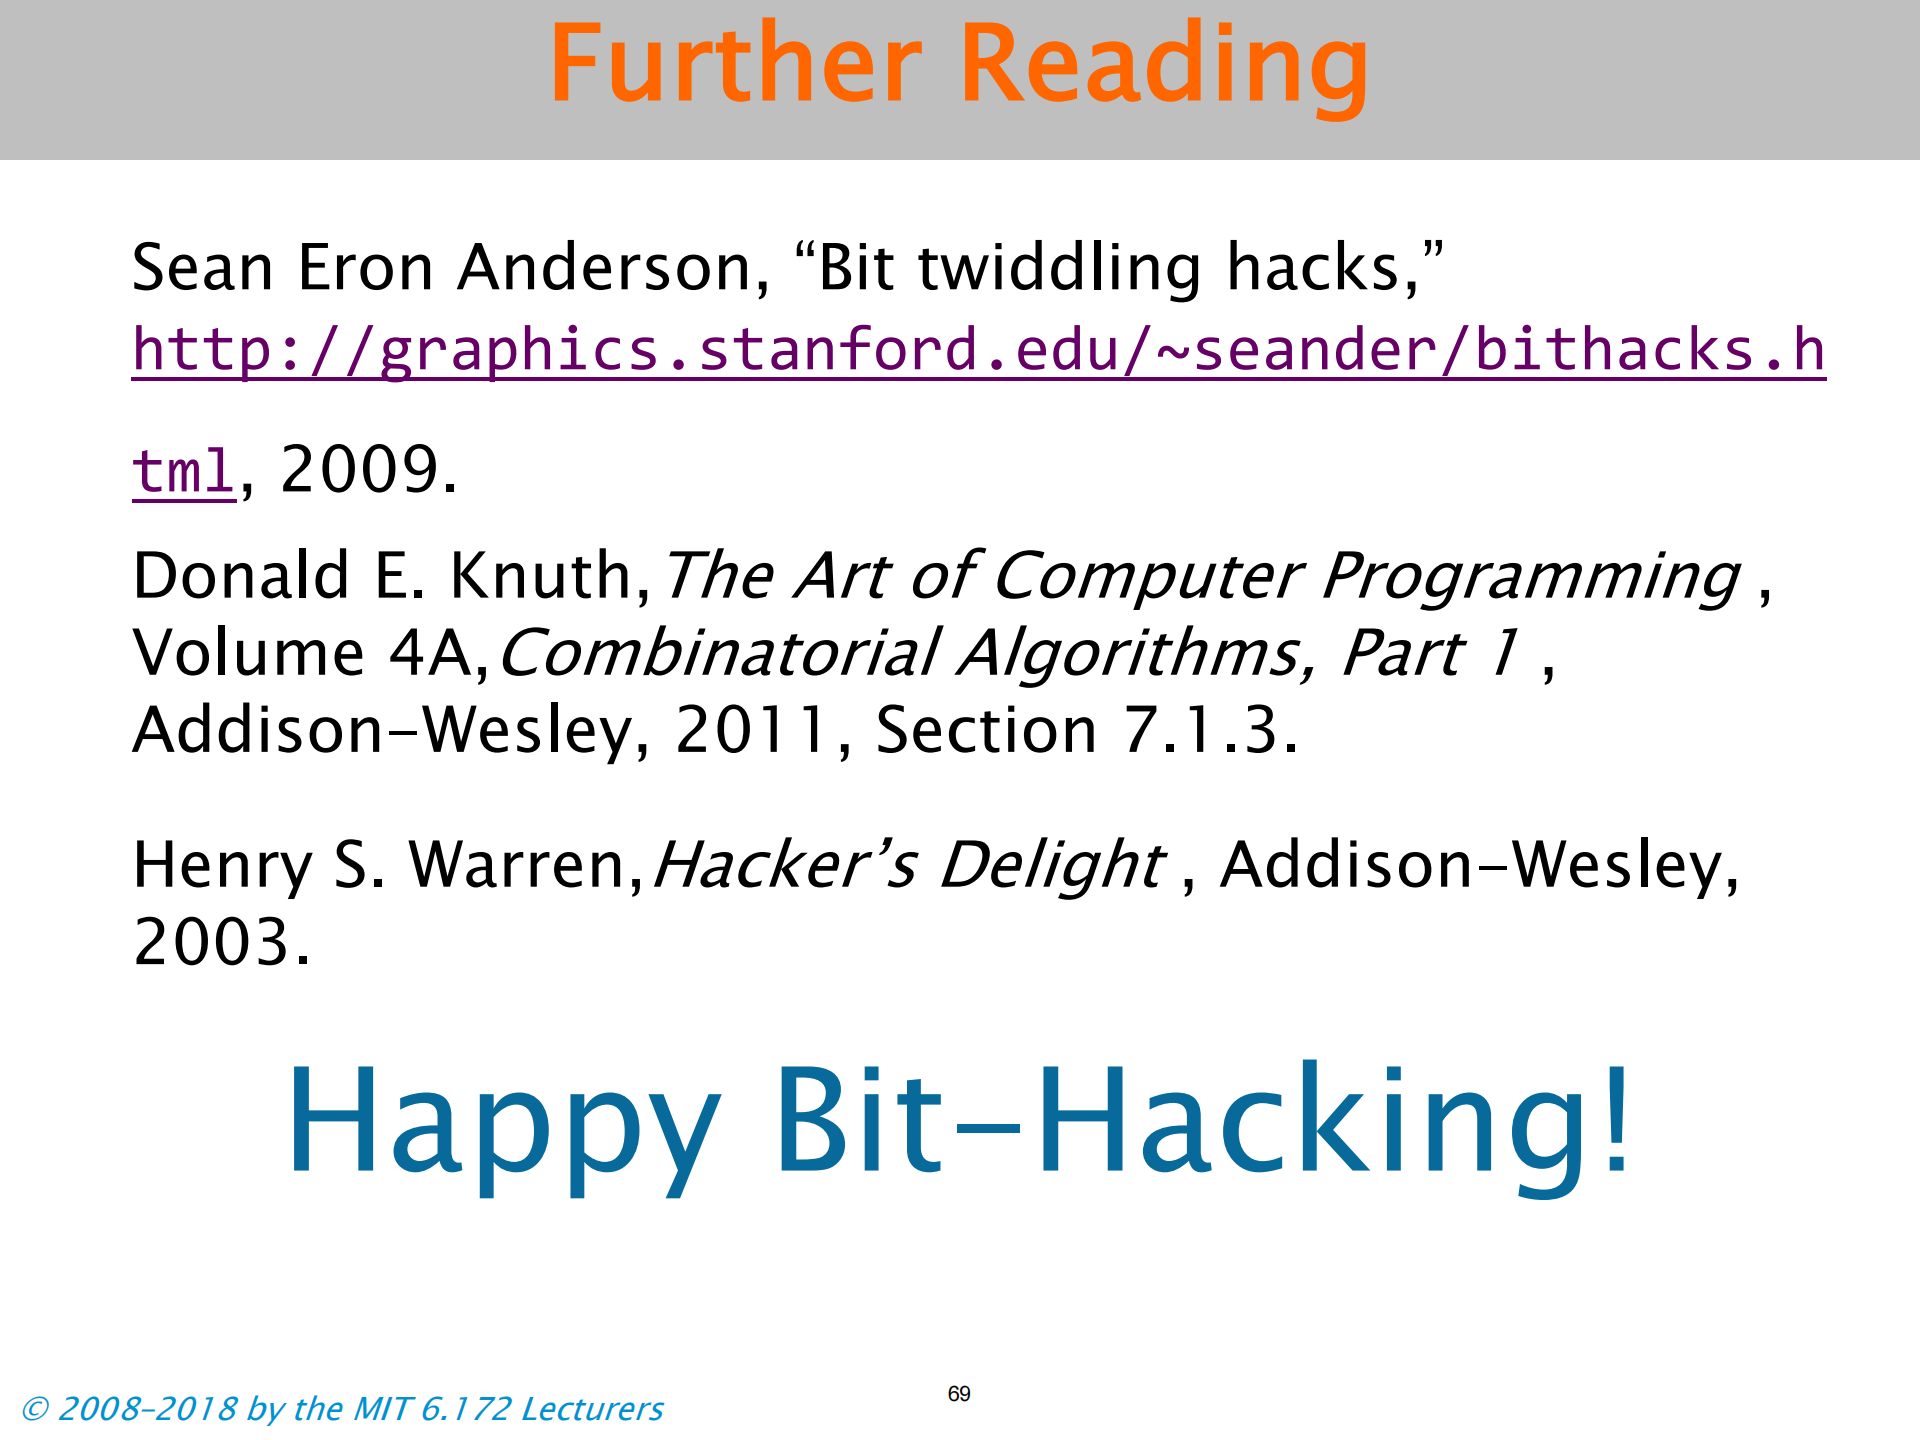 Further Reading
Sean Eron Anderson, “Bit twiddling hacks,”
http://graphics.stanford.edu/~seander/bithacks.h
tml, 2009.
Donald E. Knuth, The Art of Computer Programming ,
Volume 4A, Combinatorial Algorithms, Part 1 ,
Addison–Wesley, 2011, Section 7.1.3.
Henry S. Warren, Hacker’s Delight , Addison–Wesley,
2003.
Happy Bit–Hacking!
© 2008–2018 by the MIT 6.172 Lecturers
69